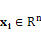 x₁ ∈ Rⁿ